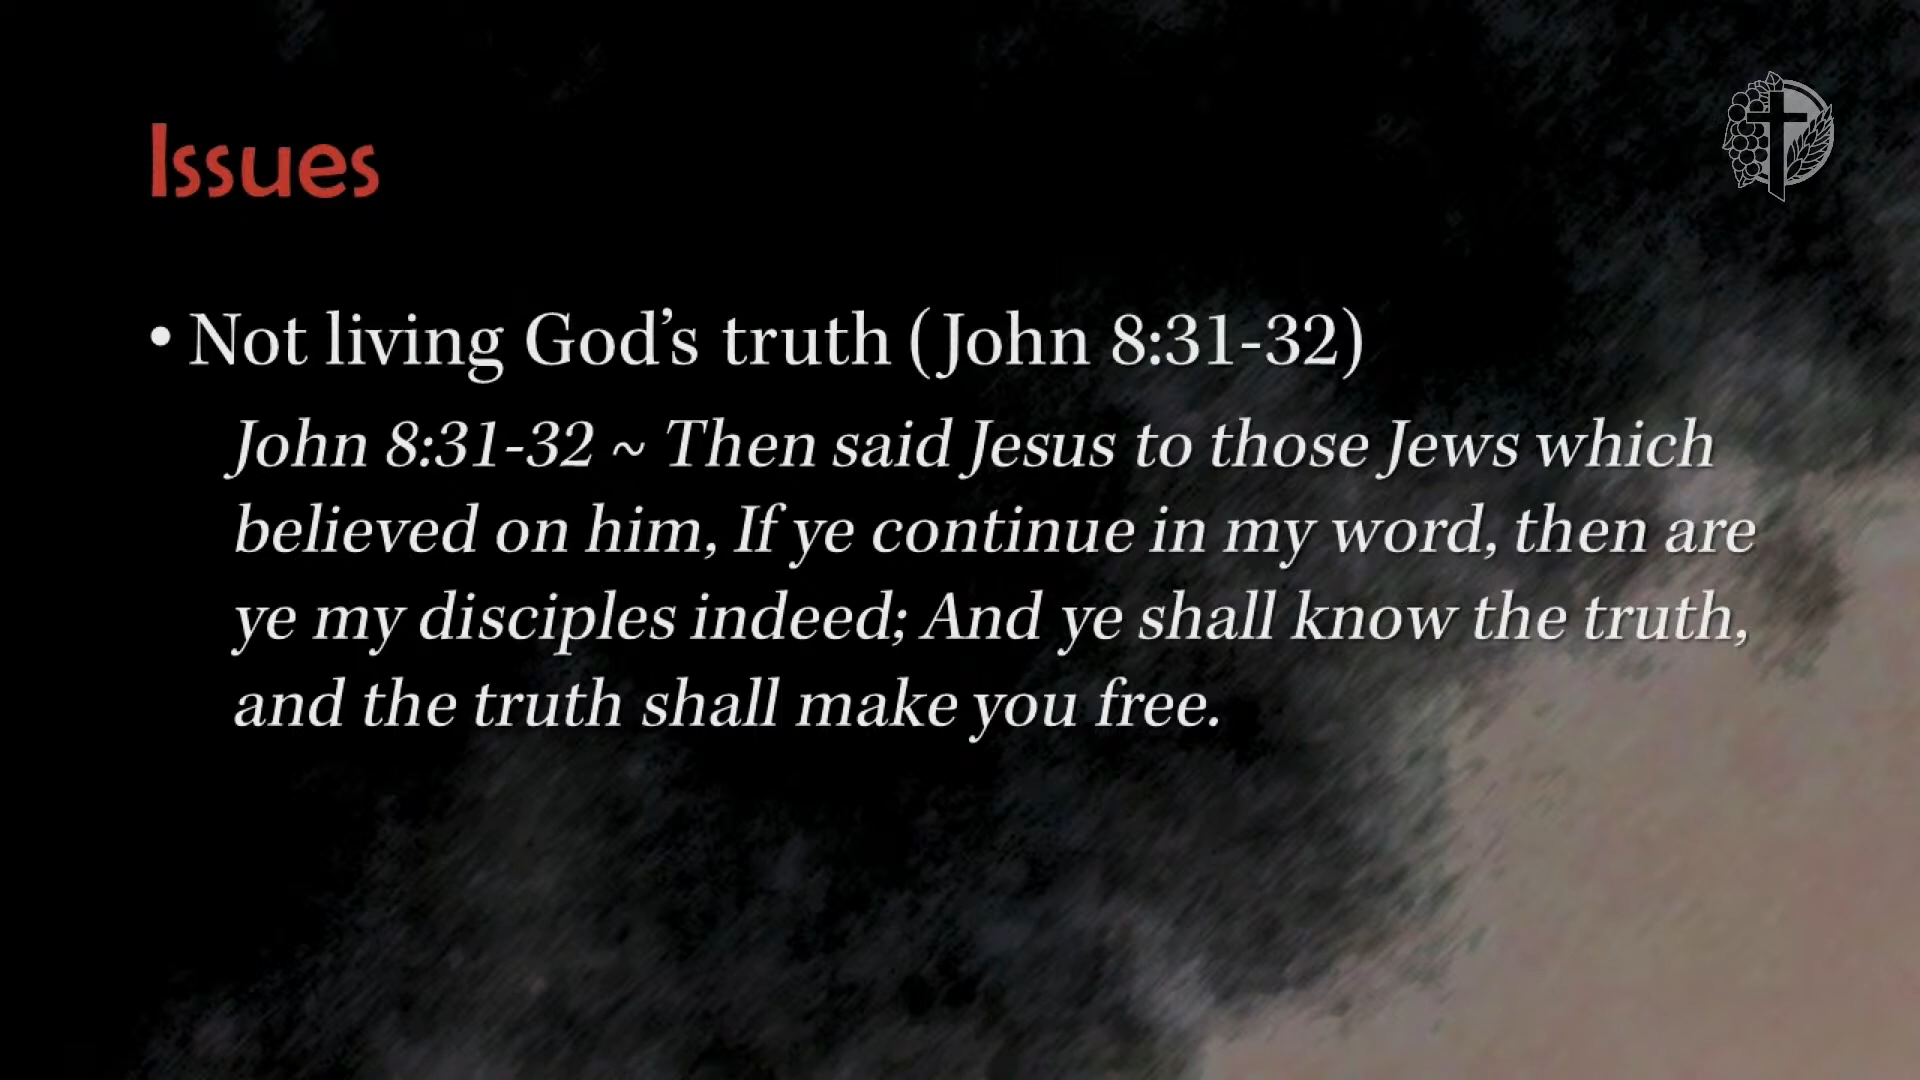 Issues
• Not living God’s truth (John 8:31-32)
John 8:31-32 ~ Then said Jesus to those Jews which
believed on him, If ye continue in my word, then are
ye my disciples indeed; And ye shall know the truth,
and the truth shall make you free.